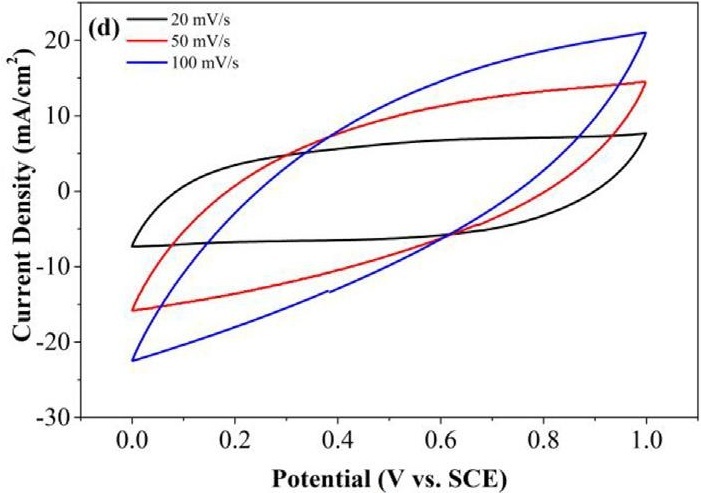 (d)
20 mV/s
50 mV/s
100 mV/s
Current Density (mA/cm²)
20
10
0
-10
-20
-30
0.0 0.2 0.4 0.6 0.8 1.0
Potential (V vs. SCE)